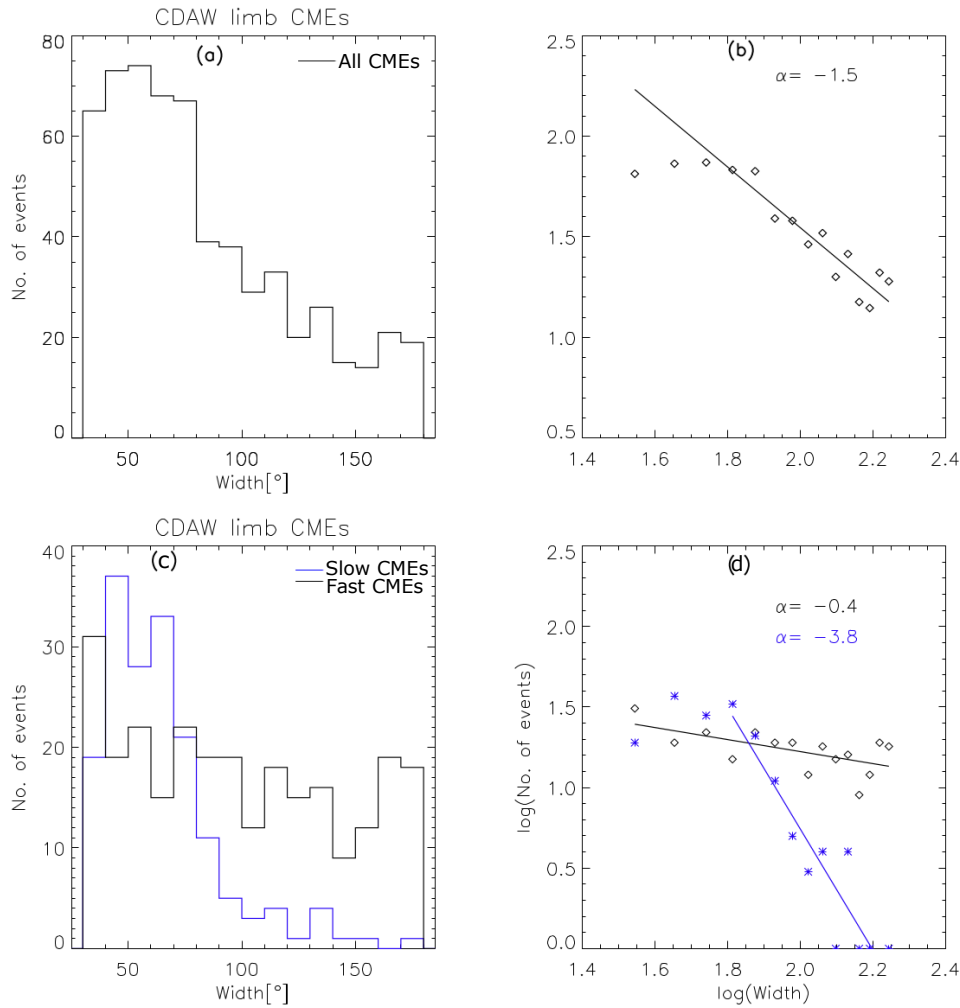 CDAW limb CMEs
80
60
40
20
0
No. of events
(a)
All CMEs
50
100
150
Width[°]
2.5
2.0
1.5
1.0
0.5
(b)
α= −1.5
1.4
1.6
1.8
2.0
2.2
2.4
CDAW limb CMEs
40
30
20
10
0
No. of events
(c)
Slow CMEs
Fast CMEs
50
100
150
Width[°]
2.5
2.0
1.5
1.0
0.5
0.0
log(No. of events)
(d)
α= −0.4
α= −3.8
1.4
1.6
1.8
2.0
2.2
2.4
log(Width)